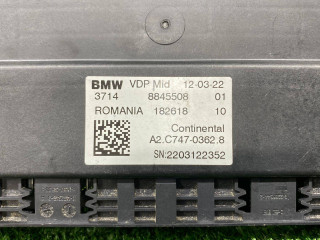 BMW VDP Mid 12-03-22
3714 8845508 01
ROMANIA 182618 10
Continental
A2.C747-0362.8
SN:2203122352